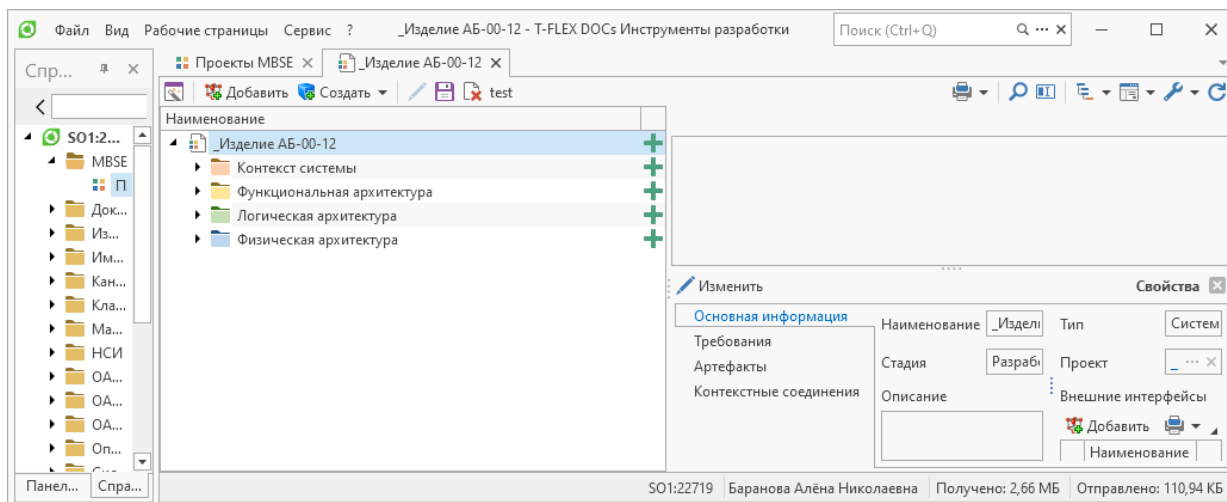 Файл Вид Рабочие страницы Сервис ? _Изделие АБ-00-12 - T-FLEX DOCs Инструменты разработки Поиск (Ctrl+Q)
Спр...
Проекты MBSE _Изделие АБ-00-12
Добавить Создать test
Наименование
SO1:2...
MBSE
П
Док...
Из...
Им...
Кан...
Кла...
Ма...
НСИ
ОА...
ОА...
ОА...
Оп...
Панел... Спра...
_Изделие АБ-00-12
Контекст системы
Функциональная архитектура
Логическая архитектура
Физическая архитектура
Изменить Свойства
Основная информация
Требования
Артефакты
Контекстные соединения
Наименование _Издели Тип Систем
Стадия Разраб Проект _ ...
Описание Внешние интерфейсы
Добавить
Наименование
SO1:22719 Баранова Алёна Николаевна Получено: 2,66 МБ Отправлено: 110,94 КБ